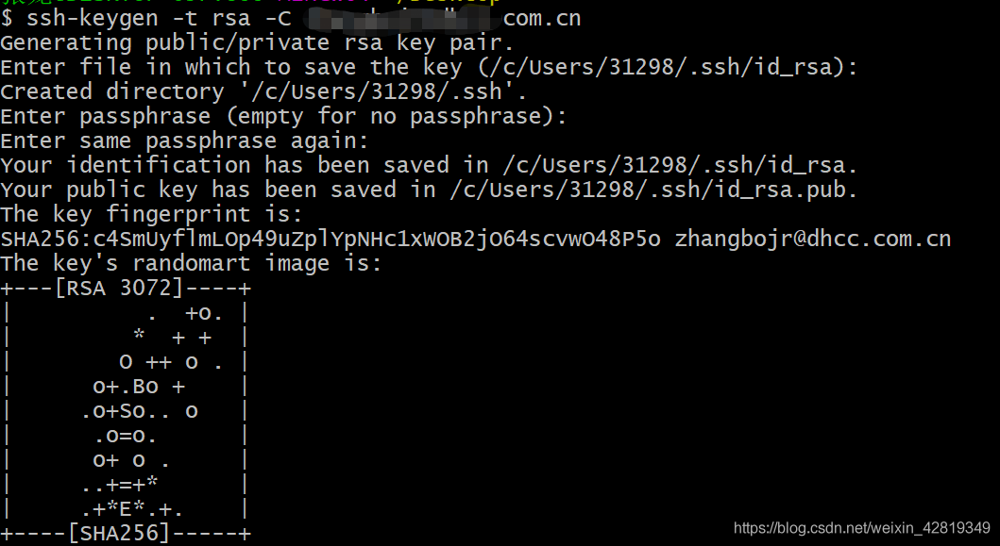 $ ssh-keygen -t rsa -C com.cn
Generating public/private rsa key pair.
Enter file in which to save the key (/c/Users/31298/.ssh/id_rsa):
Created directory '/c/Users/31298/.ssh'.
Enter passphrase (empty for no passphrase):
Enter same passphrase again:
Your identification has been saved in /c/Users/31298/.ssh/id_rsa.
Your public key has been saved in /c/Users/31298/.ssh/id_rsa.pub.
The key fingerprint is:
SHA256:c4SmUyflmLOp49uZplYpNHc1xWOB2jO64scvwO48P5o zhangbojr@dhcc.com.cn
The key's randomart image is:
+---[RSA 3072]----+
|          .  +o. |
|         *  + +  |
|        O ++ o . |
|      o+.Bo +    |
|     .o+So.. o   |
|      .o=o.      |
|      o+ o .     |
|     ..+=+*      |
|     .+*E*.+.    |
+----[SHA256]-----+
https://blog.csdn.net/weixin_42819349